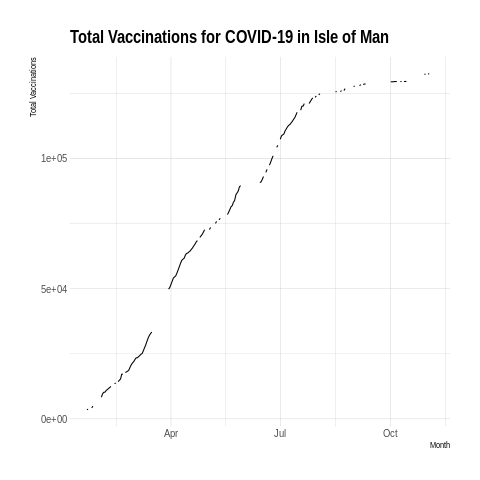 Total Vaccinations for COVID-19 in Isle of Man
Total Vaccinations
1e+05
5e+04
0e+00
Apr Jul Oct
Month